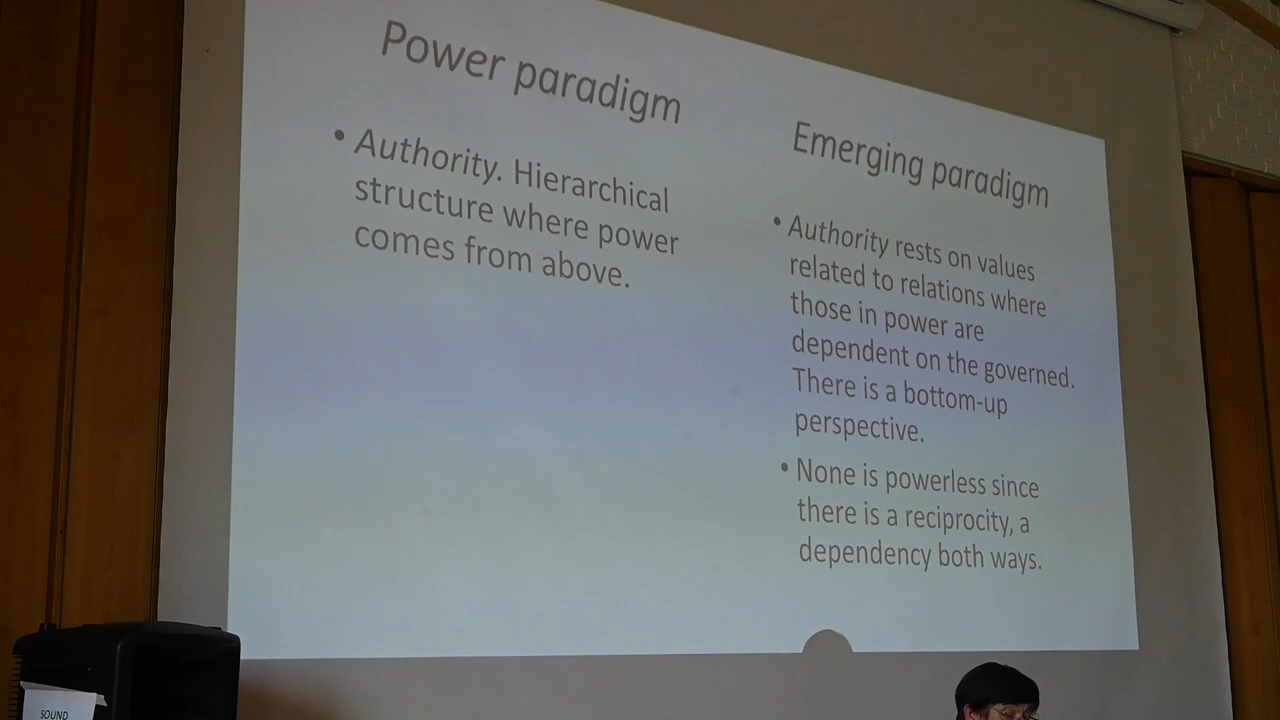 Power paradigm
• Authority. Hierarchical
structure where power
comes from above.
Emerging paradigm
• Authority rests on values
related to relations where
those in power are
dependent on the governed.
There is a bottom-up
perspective.
• None is powerless since
there is a reciprocity, a
dependency both ways.
SOUND